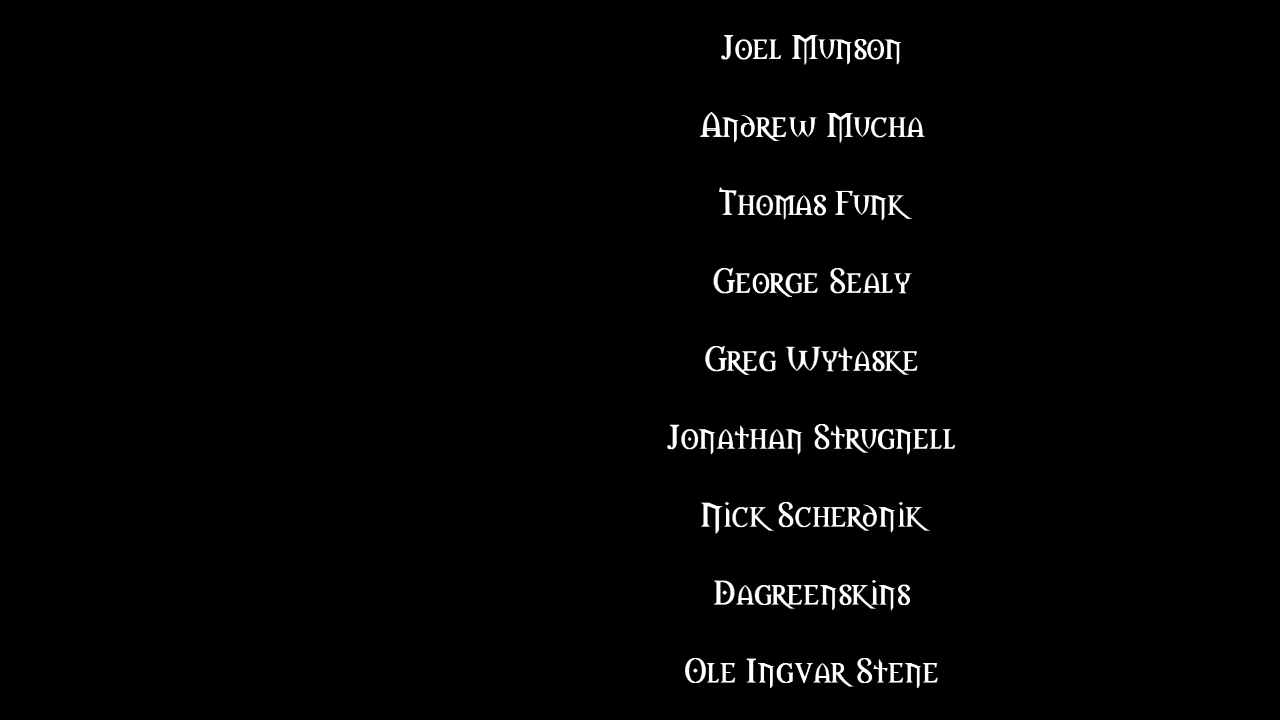 Joel Munson
Andrew Mucha
Thomas Funk
George Sealy
Greg Wytaske
Jonathan Strugnell
Nick Scherdnik
Dagreenskins
Ole Ingvar Stene